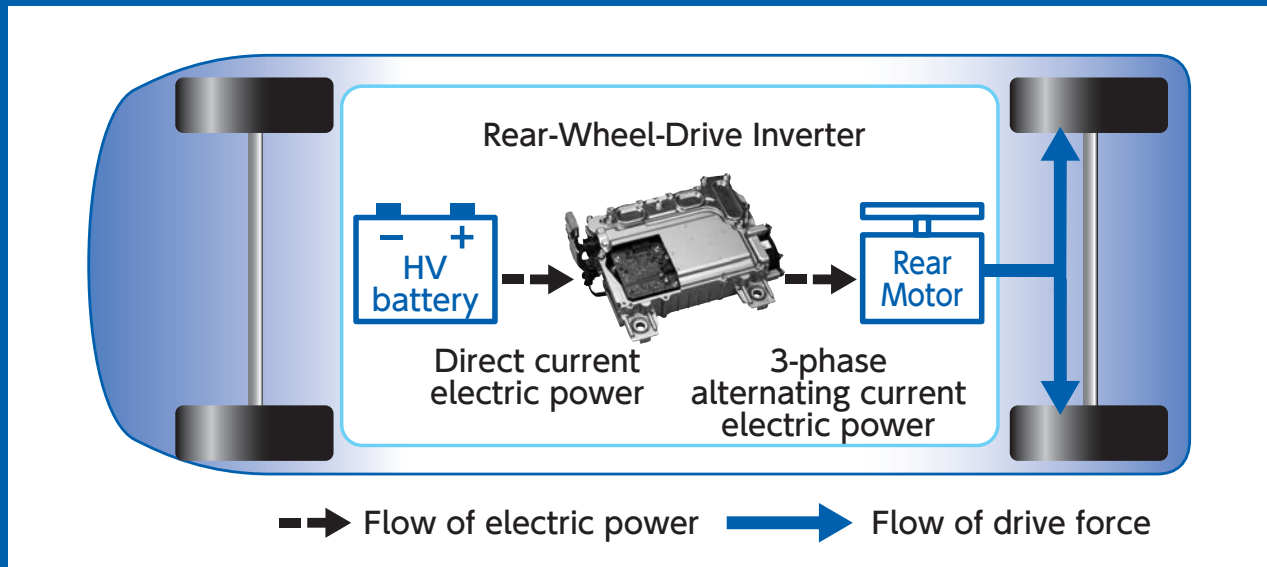 Rear-Wheel-Drive Inverter
− +
HV
battery
Rear
Motor
Direct current
electric power
3-phase
alternating current
electric power
Flow of electric power
Flow of drive force